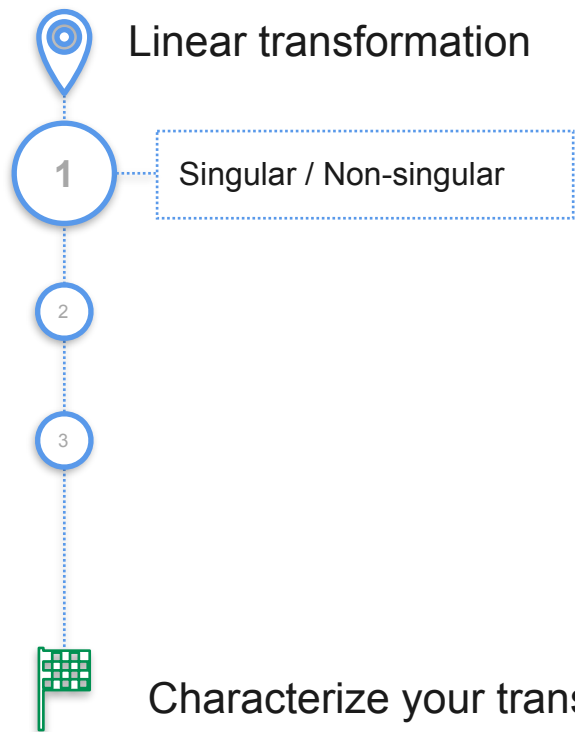 Linear transformation
1
Singular / Non-singular
2
3
Characterize your trans